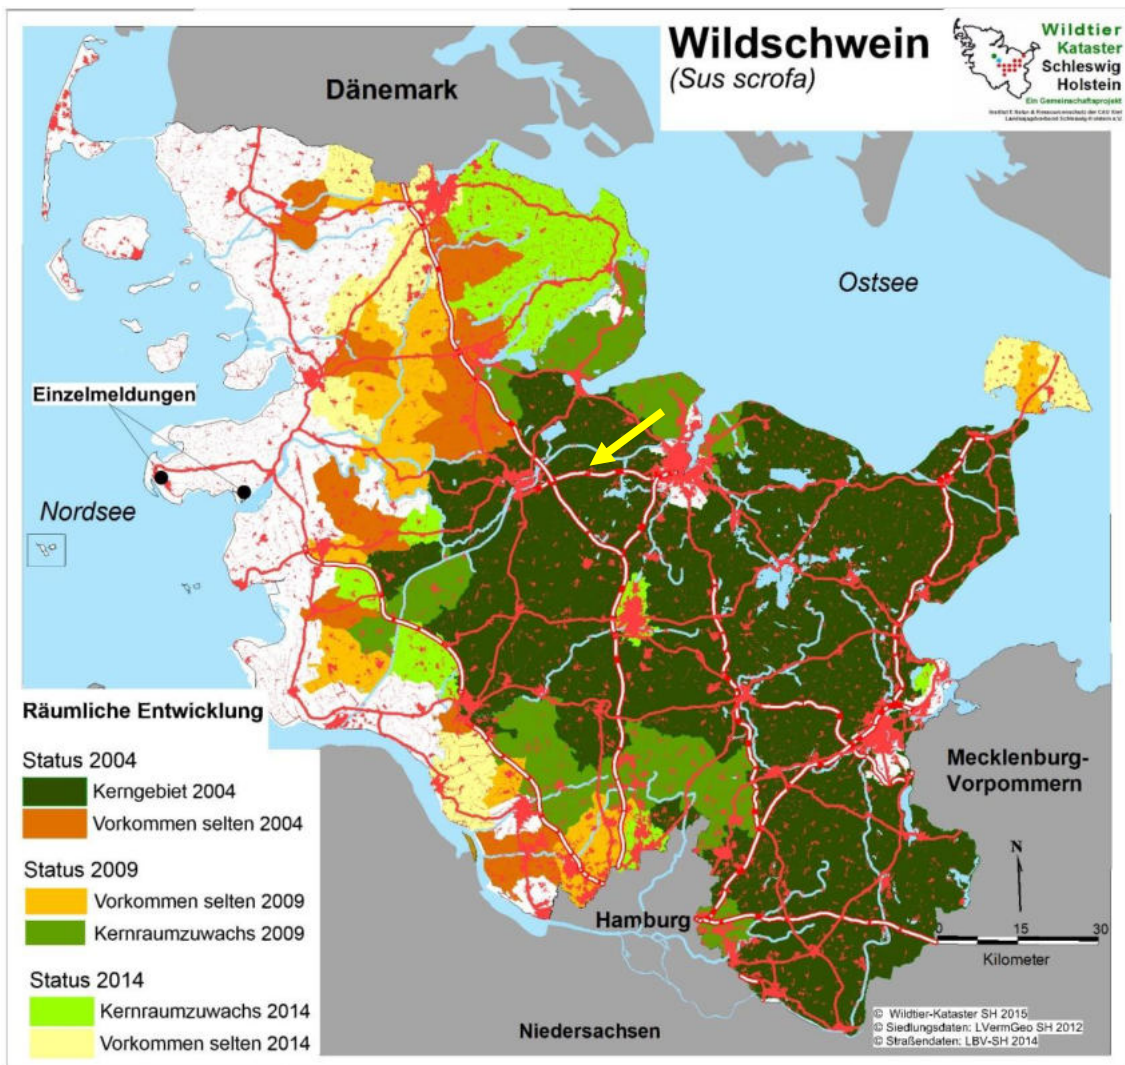 Wildschwein
(Sus scrofa)
Wildtier
Kataster
Schleswig
Holstein
Ein Gemeinschaftsprojekt
Dänemark
Ostsee
Einzelmeldungen
Nordsee
Mecklenburg-
Vorpommern
N
Hamburg
0 15 30
Kilometer
Niedersachsen
Räumliche Entwicklung
Status 2004
Kerngebiet 2004
Vorkommen selten 2004
Status 2009
Vorkommen selten 2009
Kernraumzuwachs 2009
Status 2014
Kernraumzuwachs 2014
Vorkommen selten 2014
© Wildtier-Kataster SH 2015
© Siedlungsdaten: LVermGeo SH 2012
© Straßendaten: LBV-SH 2014